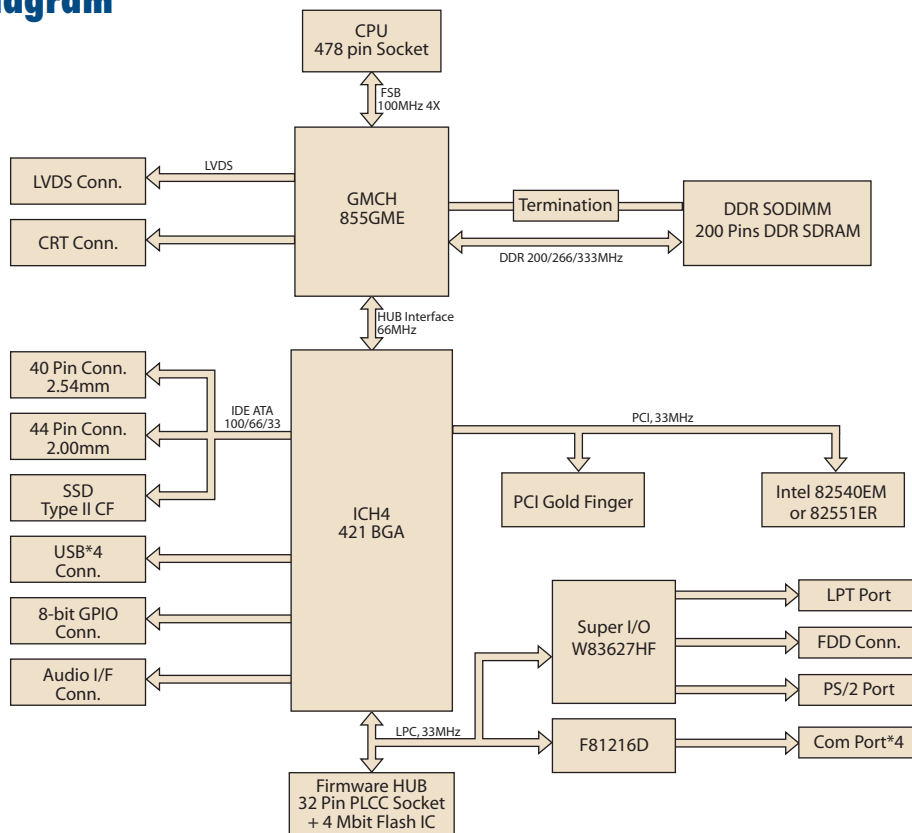 CPU
478 pin Socket
FSB
100MHz 4X
LVDS Conn.
LVDS
GMCH
855GME
Termination
DDR SODIMM
200 Pins DDR SDRAM
CRT Conn.
DDR 200/266/333MHz
HUB Interface
66MHz
40 Pin Conn.
2.54mm
IDE ATA
100/66/33
44 Pin Conn.
2.00mm
PCI, 33MHz
SSD
Type II CF
ICH4
421 BGA
PCI Gold Finger
Intel 82540EM
or 82551ER
USB*4
Conn.
8-bit GPIO
Conn.
Super I/O
W83627HF
LPT Port
FDD Conn.
PS/2 Port
Audio I/F
Conn.
LPC, 33MHz
F81216D
Com Port*4
Firmware HUB
32 Pin PLCC Socket
+ 4 Mbit Flash IC